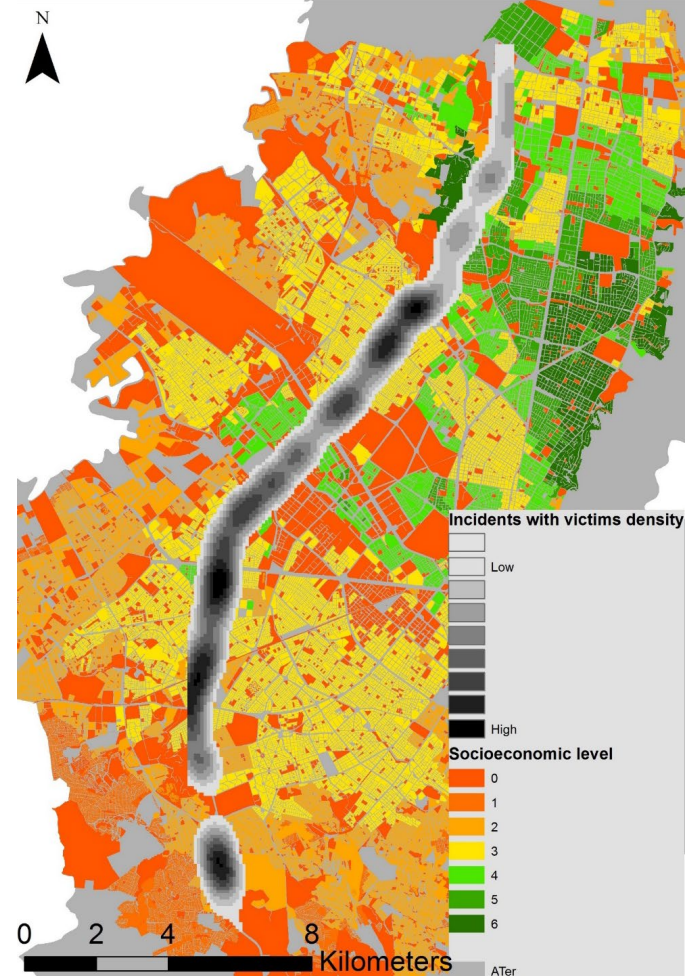 N
Incidents with victims density
Low
High
Socioeconomic level
0
1
2
3
4
5
6
ATer
0 2 4 8
Kilometers